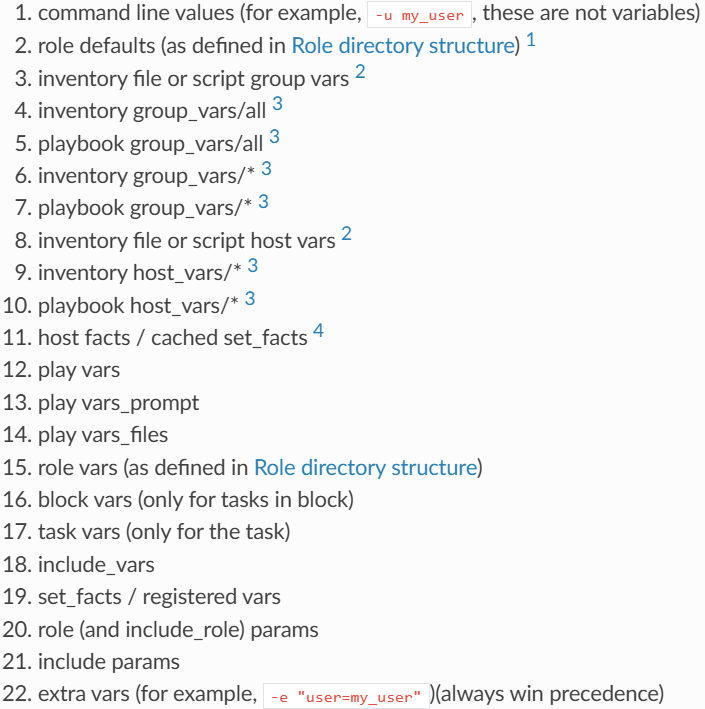 1. command line values (for example, -u my_user, these are not variables)
2. role defaults (as defined in Role directory structure) 1
3. inventory file or script group vars 2
4. inventory group_vars/all 3
5. playbook group_vars/all 3
6. inventory group_vars/* 3
7. playbook group_vars/* 3
8. inventory file or script host vars 2
9. inventory host_vars/* 3
10. playbook host_vars/* 3
11. host facts / cached set_facts 4
12. play vars
13. play vars_prompt
14. play vars_files
15. role vars (as defined in Role directory structure)
16. block vars (only for tasks in block)
17. task vars (only for the task)
18. include_vars
19. set_facts / registered vars
20. role (and include_role) params
21. include params
22. extra vars (for example, -e "user=my_user")(always win precedence)